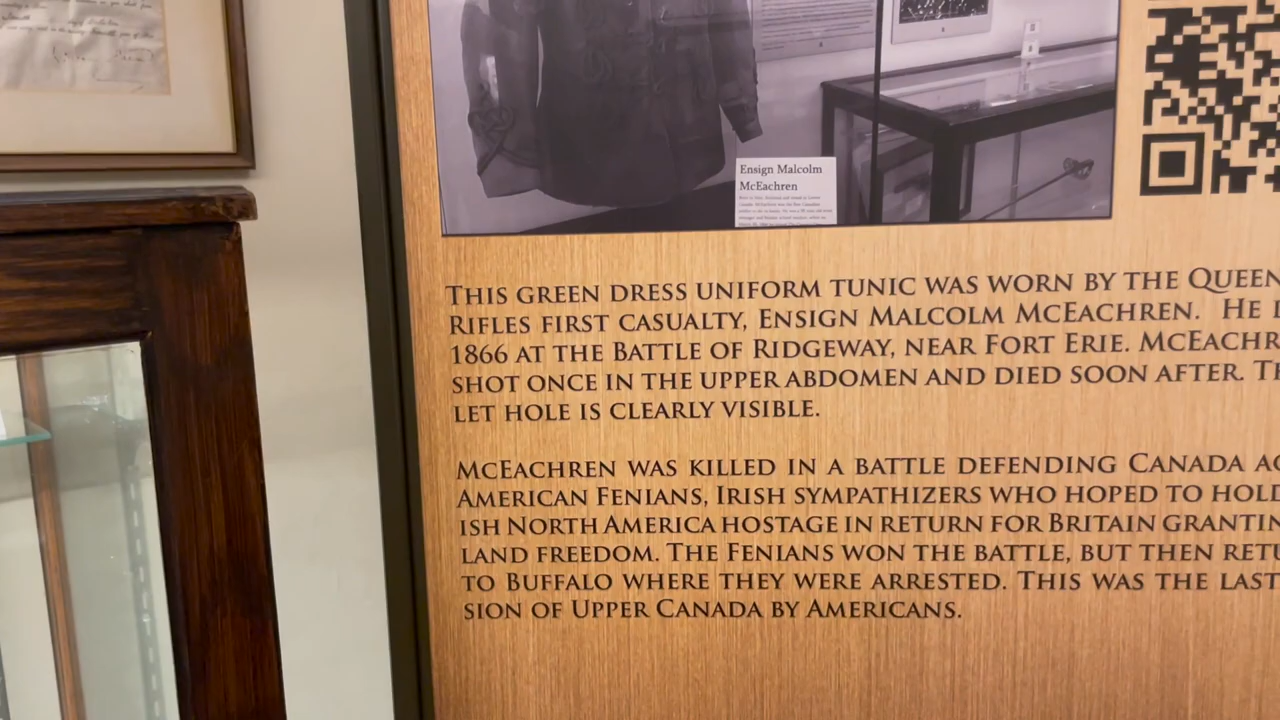 Ensign Malcolm
McEachren
THIS GREEN DRESS UNIFORM TUNIC WAS WORN BY THE QUEEN
RIFLES FIRST CASUALTY, ENSIGN MALCOLM MCEACHREN. HE
1866 AT THE BATTLE OF RIDGEWAY, NEAR FORT ERIE. MCEACHR
SHOT ONCE IN THE UPPER ABDOMEN AND DIED SOON AFTER. TH
LET HOLE IS CLEARLY VISIBLE.
MCEACHREN WAS KILLED IN A BATTLE DEFENDING CANADA AG
AMERICAN FENIANS, IRISH SYMPATHIZERS WHO HOPED TO HOLD
ISH NORTH AMERICA HOSTAGE IN RETURN FOR BRITAIN GRANTIN
LAND FREEDOM. THE FENIANS WON THE BATTLE, BUT THEN RETU
TO BUFFALO WHERE THEY WERE ARRESTED. THIS WAS THE LAST
SION OF UPPER CANADA BY AMERICANS.